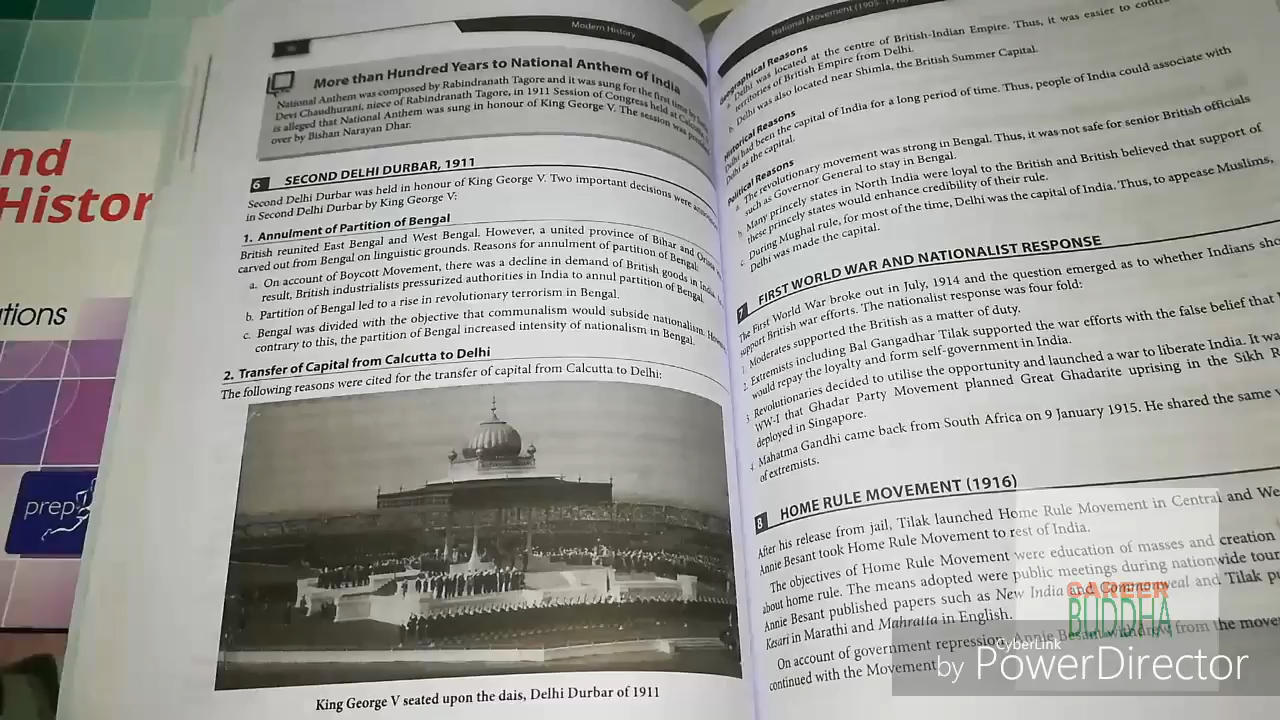 nd
Histor
tions
prep
Modern History
More than Hundred Years to National Anthem of India
National Anthem was composed by Rabindranath Tagore and it was sung for the first time by
Devi Chaudhurani, niece of Rabindranath Tagore, in 1911 Session of Congress held at Calcutta.
is alleged that National Anthem was sung in honour of King George V. The session was
over by Bishan Narayan Dhar.
6 SECOND DELHI DURBAR, 1911
Second Delhi Durbar was held in honour of King George V. Two important decisions were
in Second Delhi Durbar by King George V:
1. Annulment of Partition of Bengal
British reunited East Bengal and West Bengal. However, a united province of Bihar and Orissa
carved out from Bengal on linguistic grounds. Reasons for annulment of partition of Bengal:
a. On account of Boycott Movement, there was a decline in demand of British goods in
result, British industrialists pressurized authorities in India to annul partition of Bengal.
b. Partition of Bengal led to a rise in revolutionary terrorism in Bengal.
c. Bengal was divided with the objective that communalism would subside nationalism.
contrary to this, the partition of Bengal increased intensity of nationalism in Bengal.
2. Transfer of Capital from Calcutta to Delhi
The following reasons were cited for the transfer of capital from Calcutta to Delhi:
King George V seated upon the dais, Delhi Durbar of 1911
National Movement (1905-
Geographical Reasons
a. Delhi was located at the centre of British-Indian Empire. Thus, it was easier to
territories of British Empire from Delhi.
b. Delhi was also located near Shimla, the British Summer Capital.
Historical Reasons
Delhi had been the capital of India for a long period of time. Thus, people of India could associate with
Delhi as the capital.
Political Reasons
a. The revolutionary movement was strong in Bengal. Thus, it was not safe for senior British officials
such as Governor General to stay in Bengal.
b. Many princely states in North India were loyal to the British and British believed that support of
these princely states would enhance credibility of their rule.
c. During Mughal rule, for most of the time, Delhi was the capital of India. Thus, to appease Muslims,
Delhi was made the capital.
7 FIRST WORLD WAR AND NATIONALIST RESPONSE
The First World War broke out in July, 1914 and the question emerged as to whether Indians
support British war efforts. The nationalist response was four fold:
1. Moderates supported the British as a matter of duty.
2. Extremists including Bal Gangadhar Tilak supported the war efforts with the false belief that
would repay the loyalty and form self-government in India.
3. Revolutionaries decided to utilise the opportunity and launched a war to liberate India. It
WW-I that Ghadar Party Movement planned Great Ghadarite uprising in the Sikh
deployed in Singapore.
4. Mahatma Gandhi came back from South Africa on 9 January 1915. He shared the same
of extremists.
8 HOME RULE MOVEMENT (1916)
After his release from jail, Tilak launched Home Rule Movement in Central and
Annie Besant took Home Rule Movement to rest of India.
The objectives of Home Rule Movement were education of masses and creation
about home rule. The means adopted were public meetings during nationwide
Annie Besant published papers such as New India and Commonweal and Tilak
Kesari in Marathi and Mahratta in English.
On account of government repression, Annie Besant withdrew from the
continued with the Movement
CAREER
BUDDHA
CyberLink
by PowerDirector